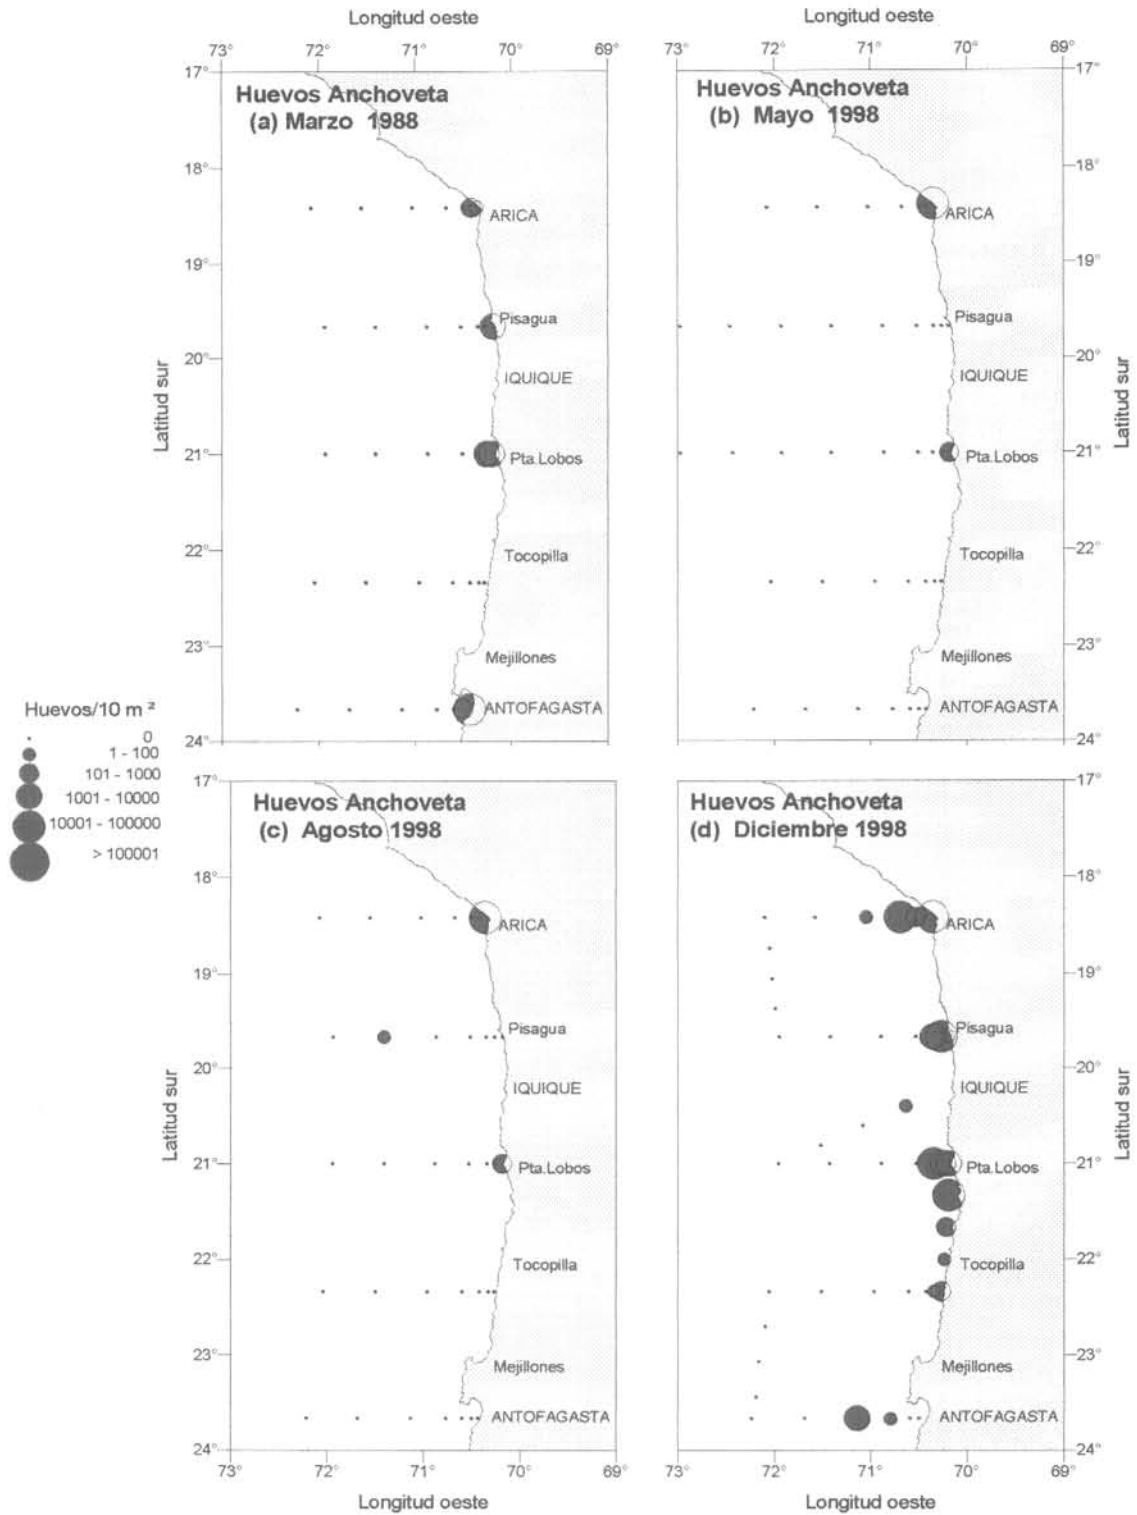 Longitud oeste
Longitud oeste
73° 72° 71° 70° 69°
73° 72° 71° 70° 69°
17°
Huevos Anchoveta
(a) Marzo 1988
18°
ARICA
19°
Pisagua
20°
IQUIQUE
Latitud sur
21°
Pta.Lobos
22°
Tocopilla
23°
Mejillones
ANTOFAGASTA
24°
17°
Huevos Anchoveta
(b) Mayo 1998
18°
ARICA
19°
Pisagua
20°
IQUIQUE
Latitud sur
21°
Pta.Lobos
22°
Tocopilla
23°
Mejillones
ANTOFAGASTA
24°
Huevos/10 m ²
0
1 - 100
101 - 1000
1001 - 10000
10001 - 100000
> 100001
17°
Huevos Anchoveta
(c) Agosto 1998
18°
ARICA
19°
Pisagua
20°
IQUIQUE
Latitud sur
21°
Pta.Lobos
22°
Tocopilla
23°
Mejillones
ANTOFAGASTA
24°
73° 72° 71° 70° 69°
Longitud oeste
17°
Huevos Anchoveta
(d) Diciembre 1998
18°
ARICA
19°
Pisagua
20°
IQUIQUE
Latitud sur
21°
Pta.Lobos
22°
Tocopilla
23°
Mejillones
ANTOFAGASTA
24°
73° 72° 71° 70° 69°
Longitud oeste